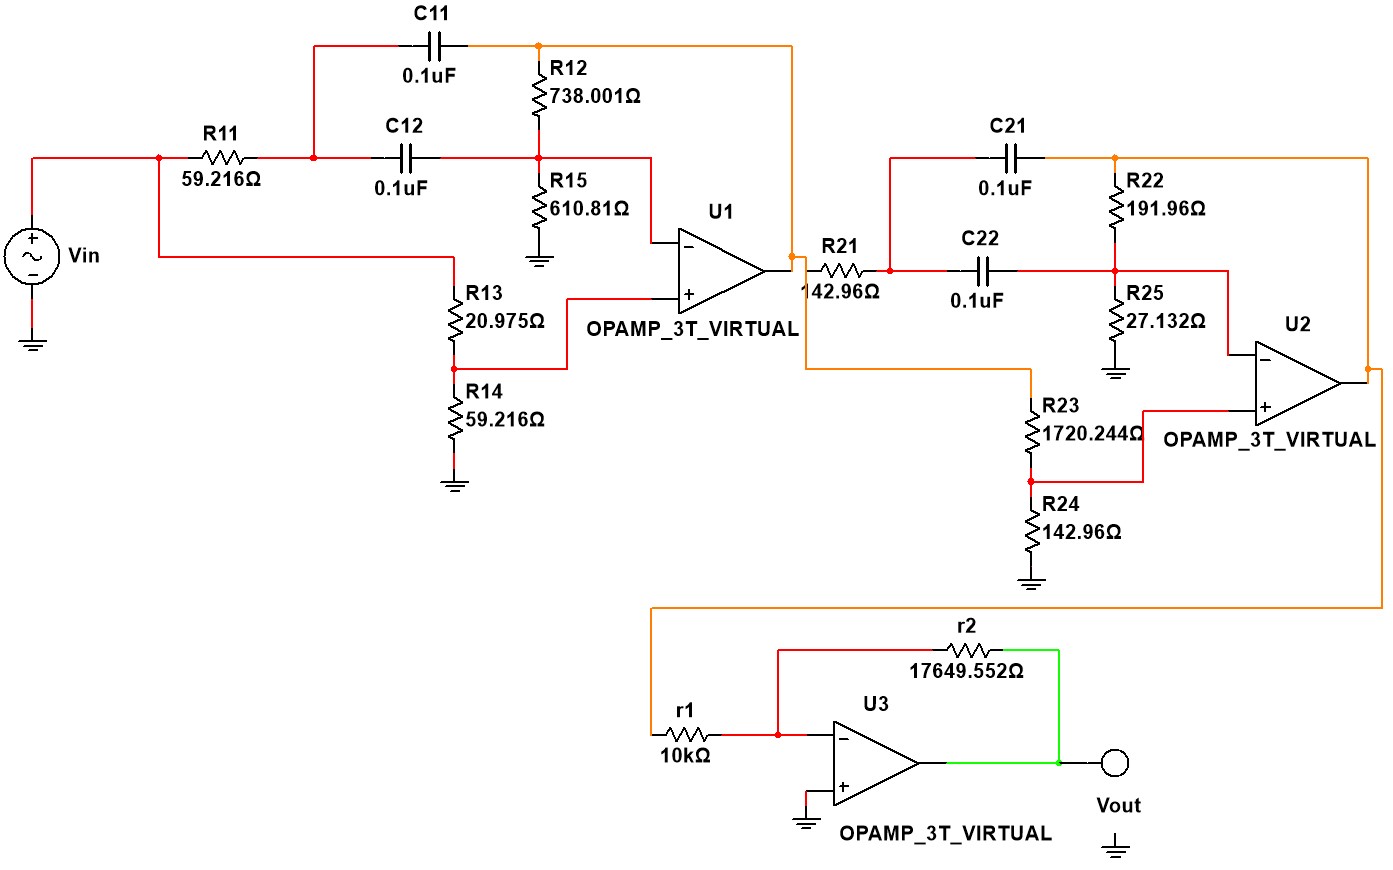 C11
0.1uF
R12
738.001Ω
R11
59.216Ω
C12
0.1uF
R15
610.81Ω
U1
−
+
OPAMP_3T_VIRTUAL
+
Vin
−
R13
20.975Ω
R14
59.216Ω
C21
0.1uF
R22
191.96Ω
R21
142.96Ω
C22
0.1uF
R25
27.132Ω
U2
−
+
OPAMP_3T_VIRTUAL
R23
1720.244Ω
R24
142.96Ω
r2
17649.552Ω
r1
10kΩ
U3
−
+
OPAMP_3T_VIRTUAL
Vout